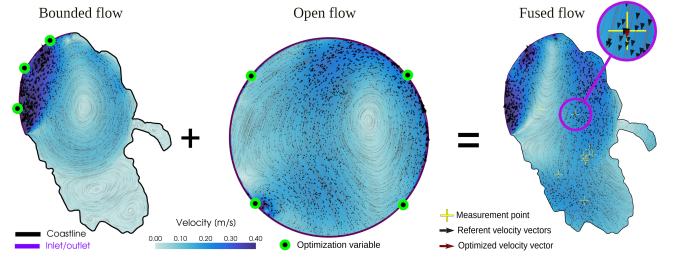 Bounded flow
Open flow
Fused flow
+
=
Coastline
Inlet/outlet
Velocity [m/s]
0.00 0.10 0.20 0.30 0.40
Optimization variable
Measurement point
Referent velocity vectors
Optimized velocity vector